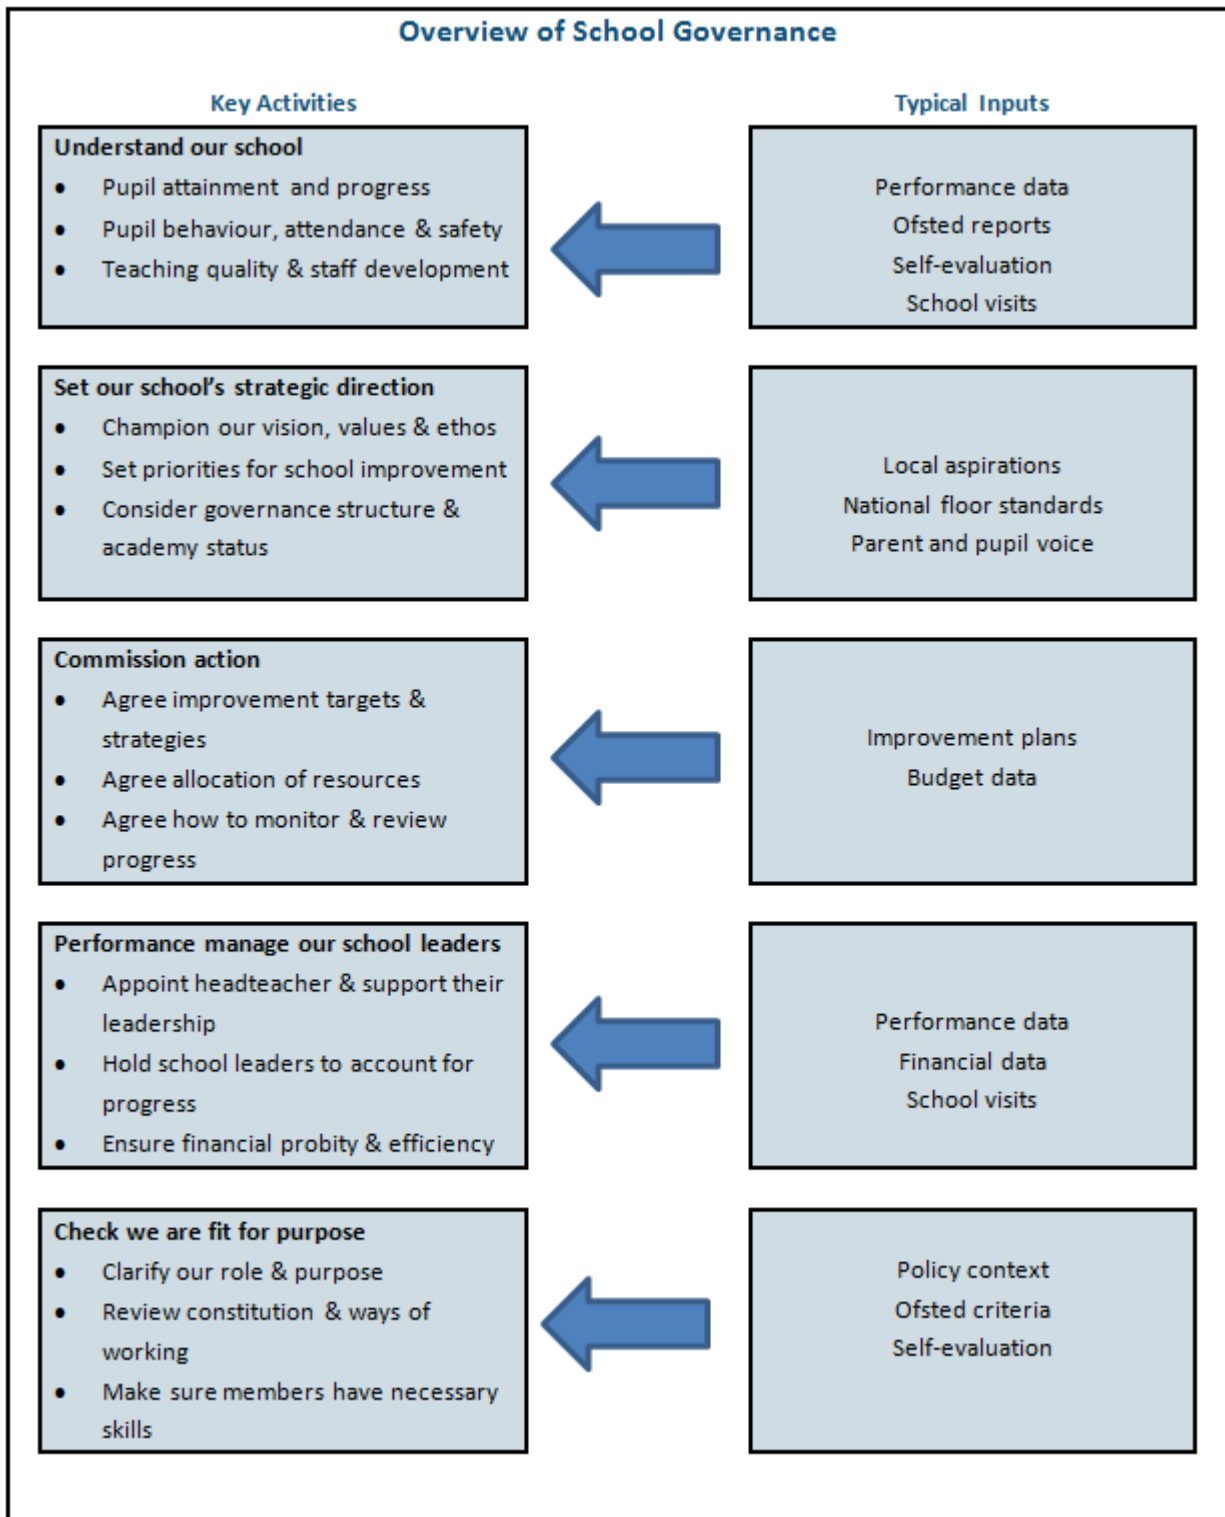 Overview of School Governance
Key Activities
Typical Inputs
Understand our school
• Pupil attainment and progress
• Pupil behaviour, attendance & safety
• Teaching quality & staff development
Performance data
Ofsted reports
Self-evaluation
School visits
Set our school's strategic direction
• Champion our vision, values & ethos
• Set priorities for school improvement
• Consider governance structure &
academy status
Local aspirations
National floor standards
Parent and pupil voice
Commission action
• Agree improvement targets &
strategies
• Agree allocation of resources
• Agree how to monitor & review
progress
Improvement plans
Budget data
Performance manage our school leaders
• Appoint headteacher & support their
leadership
• Hold school leaders to account for
progress
• Ensure financial probity & efficiency
Performance data
Financial data
School visits
Check we are fit for purpose
• Clarify our role & purpose
• Review constitution & ways of
working
• Make sure members have necessary
skills
Policy context
Ofsted criteria
Self-evaluation